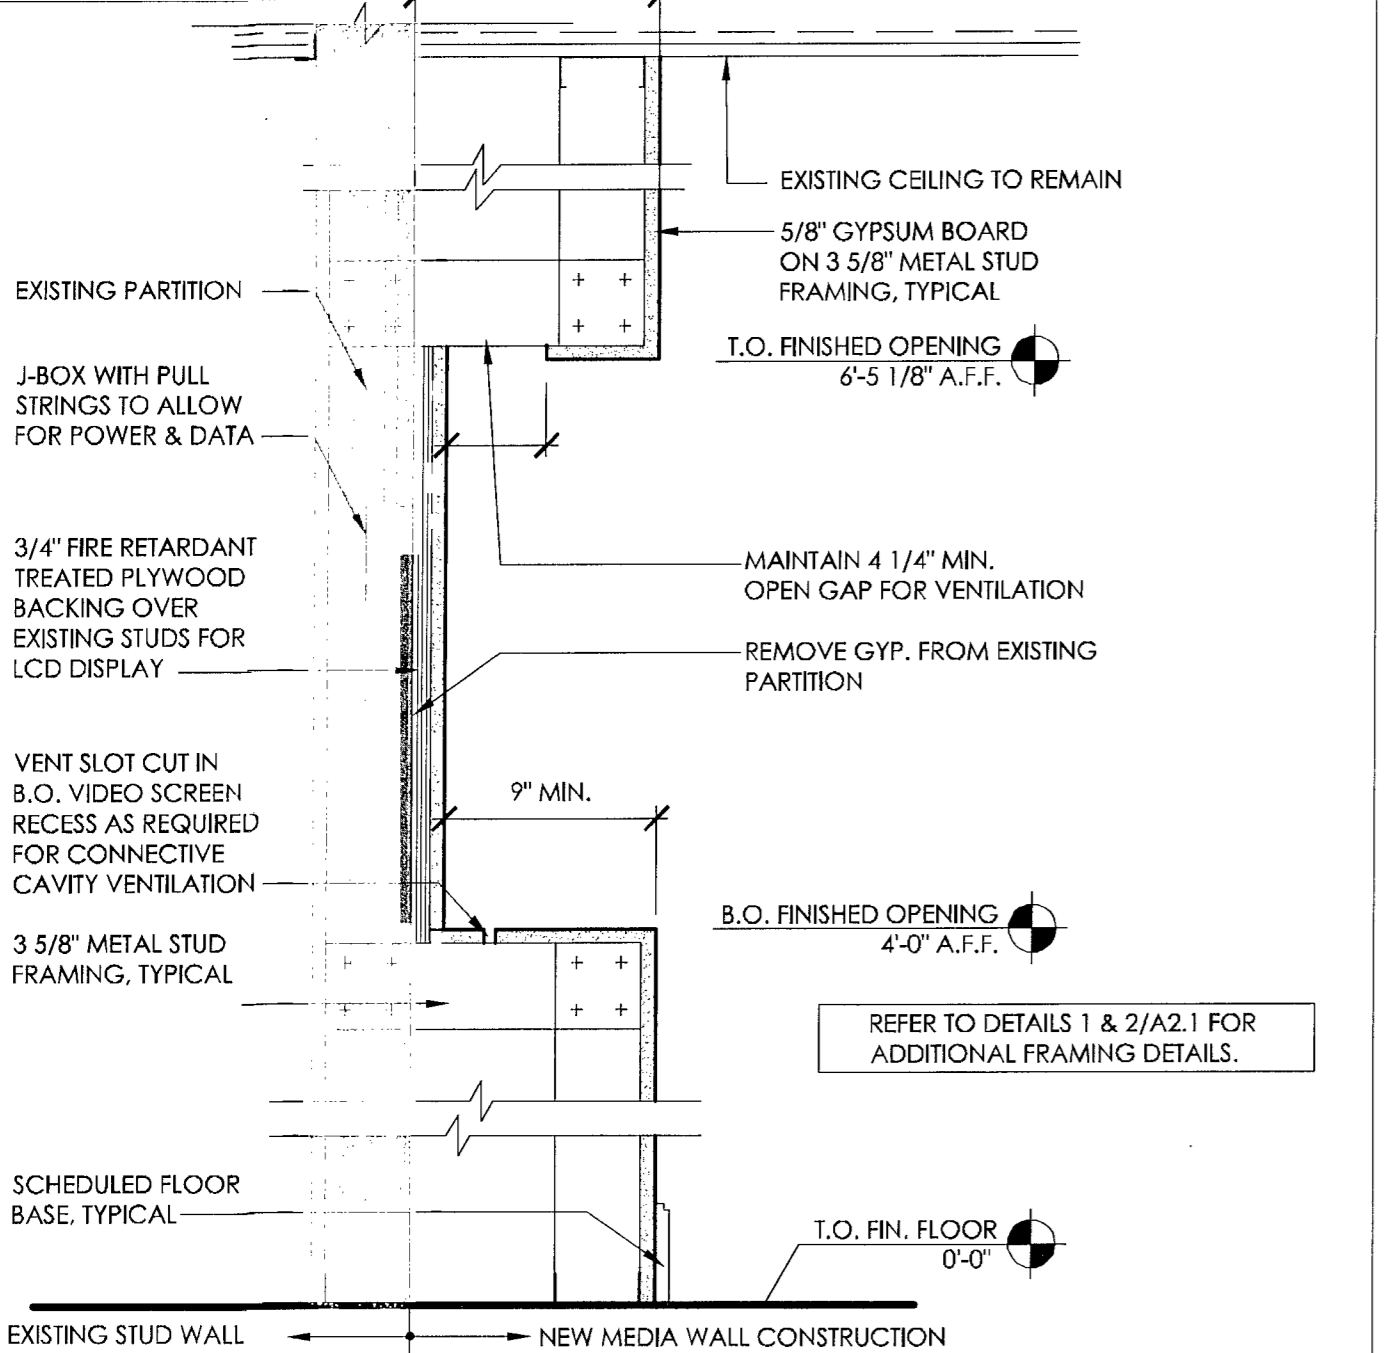 EXISTING CEILING TO REMAIN
5/8" GYPSUM BOARD
ON 3 5/8" METAL STUD
FRAMING, TYPICAL
EXISTING PARTITION
T.O. FINISHED OPENING
6'-5 1/8" A.F.F.
J-BOX WITH PULL
STRINGS TO ALLOW
FOR POWER & DATA
3/4" FIRE RETARDANT
TREATED PLYWOOD
BACKING OVER
EXISTING STUDS FOR
LCD DISPLAY
MAINTAIN 4 1/4" MIN.
OPEN GAP FOR VENTILATION
REMOVE GYP. FROM EXISTING
PARTITION
VENT SLOT CUT IN
B.O. VIDEO SCREEN
RECESS AS REQUIRED
FOR CONNECTIVE
CAVITY VENTILATION
9" MIN.
B.O. FINISHED OPENING
4'-0" A.F.F.
3 5/8" METAL STUD
FRAMING, TYPICAL
REFER TO DETAILS 1 & 2/A2.1 FOR
ADDITIONAL FRAMING DETAILS.
SCHEDULED FLOOR
BASE, TYPICAL
T.O. FIN. FLOOR
0'-0"
EXISTING STUD WALL
NEW MEDIA WALL CONSTRUCTION